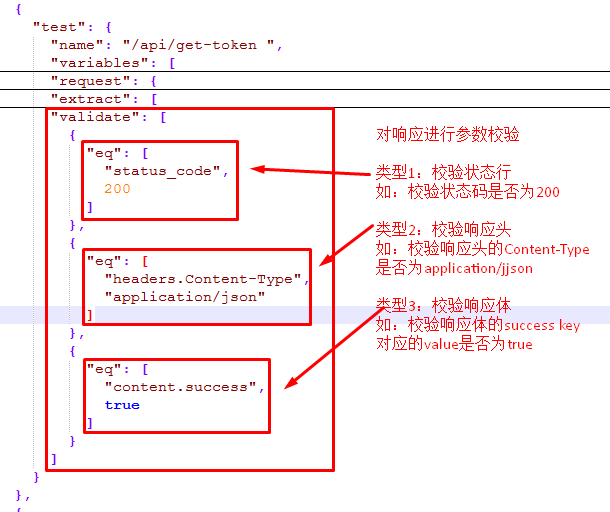 {
"test": {
"name": "/api/get-token ",
"variables": [
"request": {
"extract": [
"validate": [
{
"eq": [
"status_code",
200
]
},
{
"eq": [
"headers.Content-Type",
"application/json"
]
},
{
"eq": [
"content.success",
true
]
}
]
}
},
{
对响应进行参数校验
类型1：校验状态行
如：校验状态码是否为200
类型2：校验响应头
如：校验响应头的Content-Type
是否为application/jjson
类型3：校验响应体
如：校验响应体的success key
对应的value是否为true